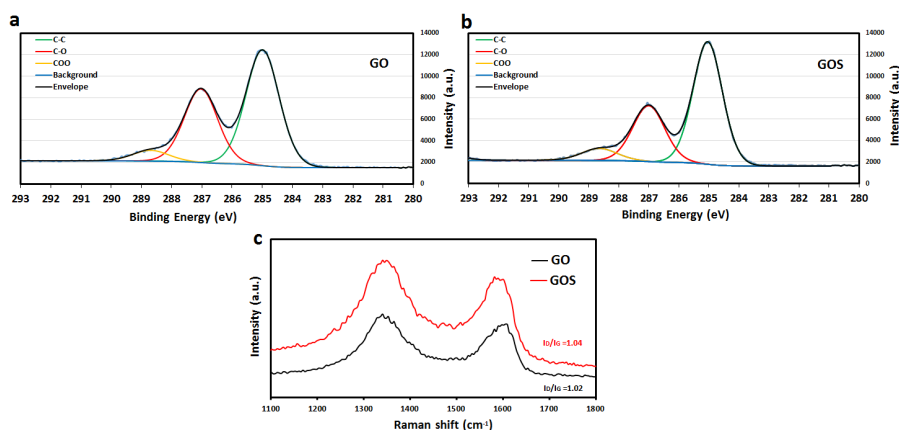 a
C-C
C-O
COO
Background
Envelope
GO
14000
12000
10000
8000
6000
4000
2000
0
Intensity (a.u.)
293 292 291 290 289 288 287 286 285 284 283 282 281 280
Binding Energy (eV)
b
C-C
C-O
COO
Background
Envelope
GOS
14000
12000
10000
8000
6000
4000
2000
0
Intensity (a.u.)
293 292 291 290 289 288 287 286 285 284 283 282 281 280
Binding Energy (eV)
c
GO
GOS
Intensity (a.u.)
ID/IG =1.04
ID/IG =1.02
1100 1200 1300 1400 1500 1600 1700 1800
Raman shift (cm-1)